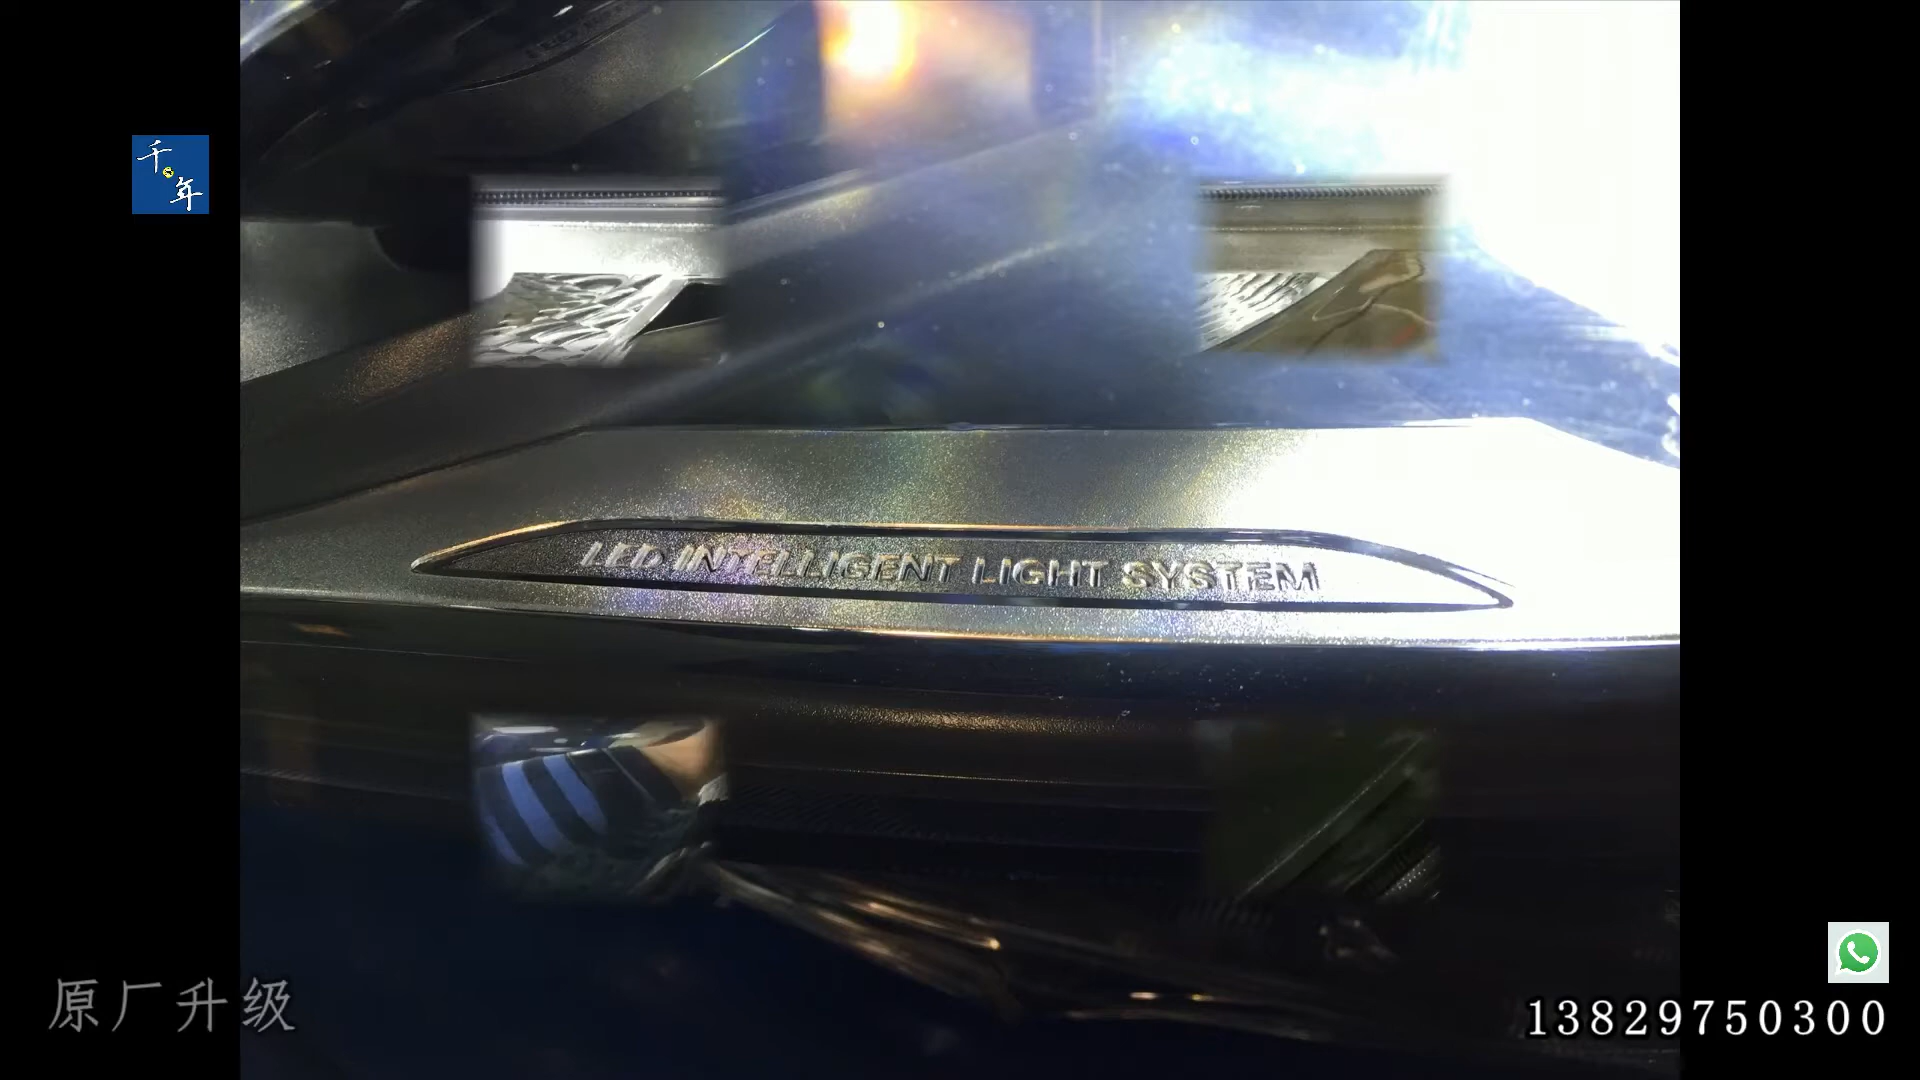 千年
LED INTELLIGENT LIGHT SYSTEM
原厂升级
13829750300